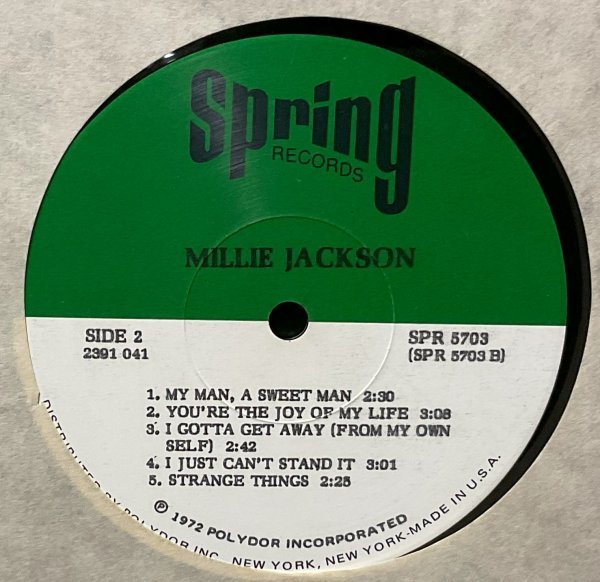 Spring
RECORDS
MILLIE JACKSON
SIDE 2
2391 041
SPR 5703
(SPR 5703 B)
1. MY MAN, A SWEET MAN 2:30
2. YOU'RE THE JOY OF MY LIFE 3:08
3. I GOTTA GET AWAY (FROM MY OWN
SELF) 2:42
4. I JUST CAN'T STAND IT 3:01
5. STRANGE THINGS 2:25
℗ 1972 POLYDOR INCORPORATED
DISTRIBUTED BY POLYDOR INC. NEW YORK, NEW YORK-MADE IN U.S.A.